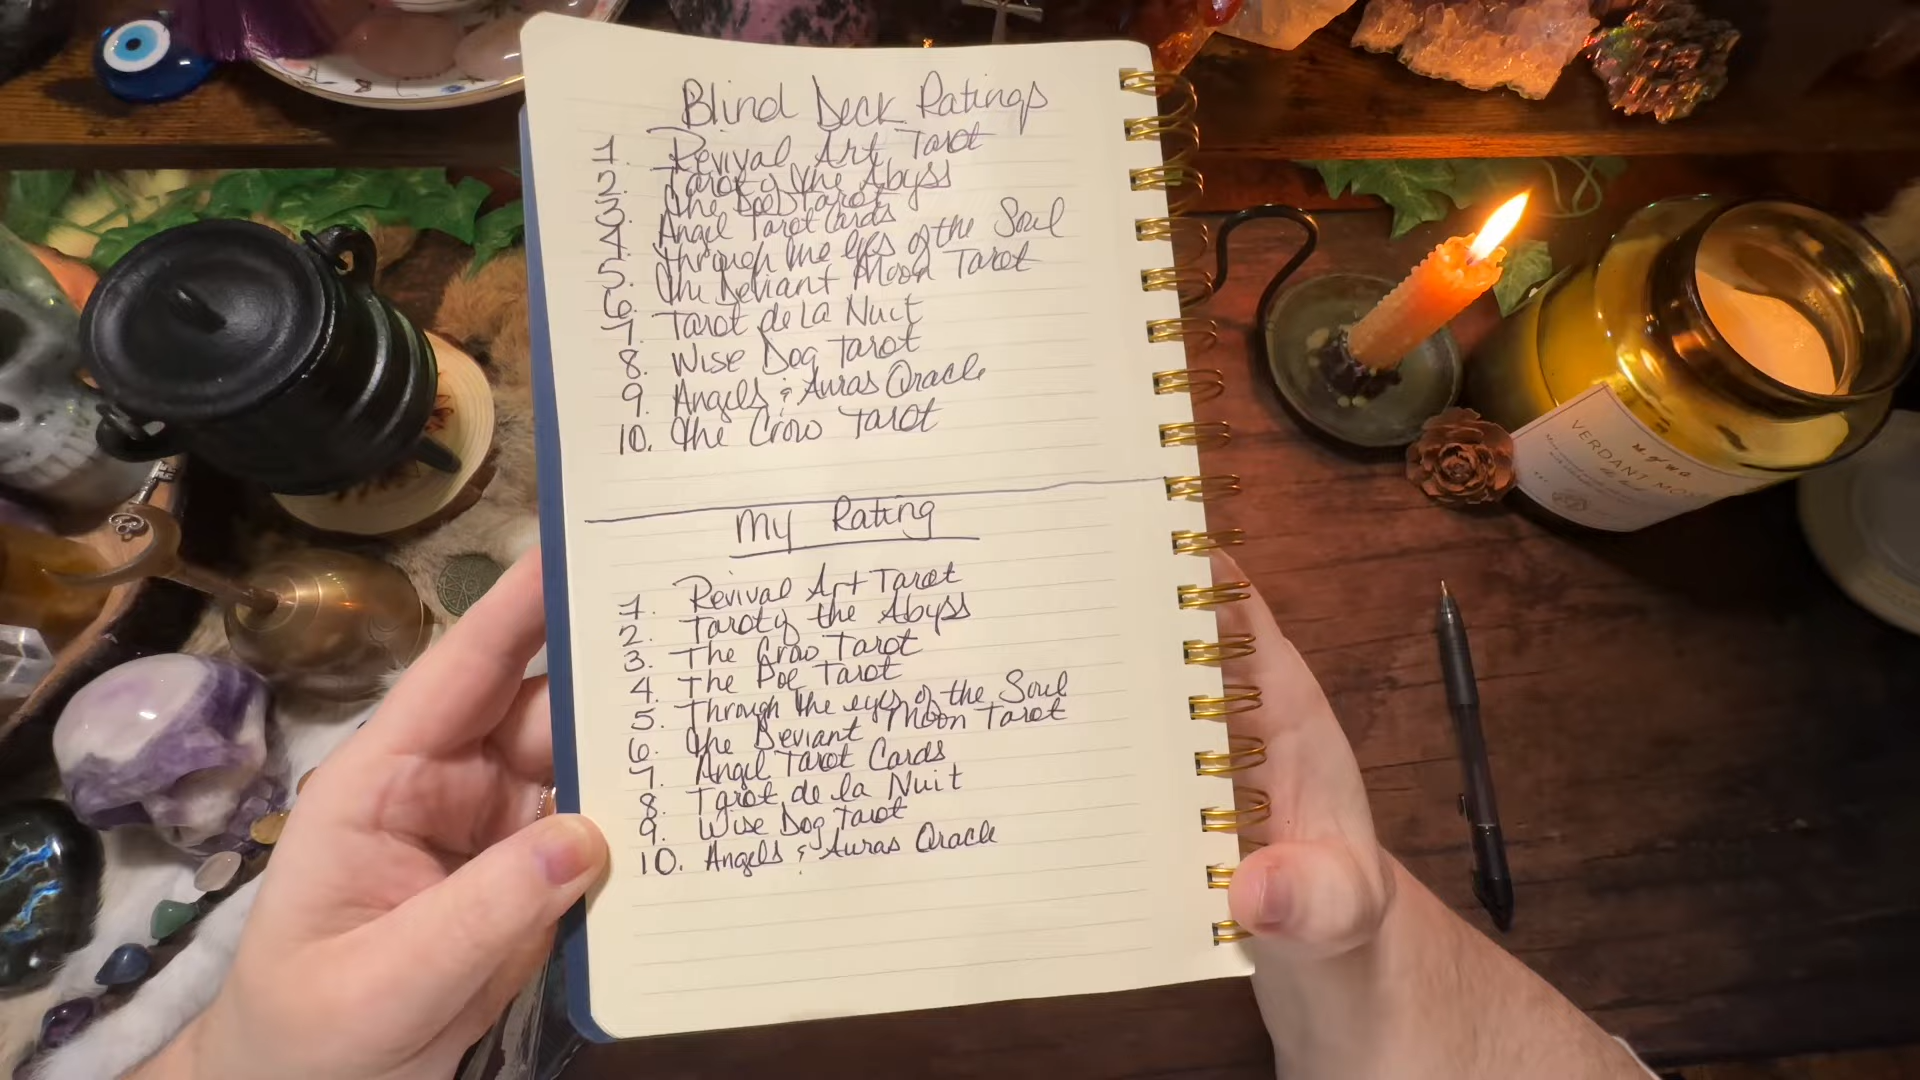 Blind Deck Ratings
1. Revival Art Tarot
2. Tarot of the Abyss
3. The Poe Tarot
4. Angel Tarot Cards
5. Through the eyes of the Soul
6. The Deviant Moon Tarot
7. Tarot de La Nuit
8. Wise Dog Tarot
9. Angels & Auras Oracle
10. The Crow Tarot
My Rating
1. Revival Art Tarot
2. Tarot of the Abyss
3. The Crow Tarot
4. The Poe Tarot
5. Through the eyes of the Soul
6. The Deviant Moon Tarot
7. Angel Tarot Cards
8. Tarot de la Nuit
9. Wise Dog Tarot
10. Angels & Auras Oracle
VERDANT